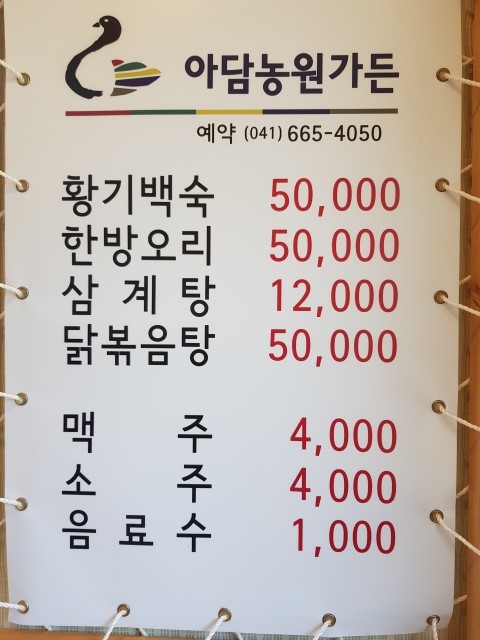 아담농원가든
예약 (041) 665-4050
황기백숙 50,000
한방오리 50,000
삼계탕 12,000
닭볶음탕 50,000
맥주 4,000
소주 4,000
음료수 1,000